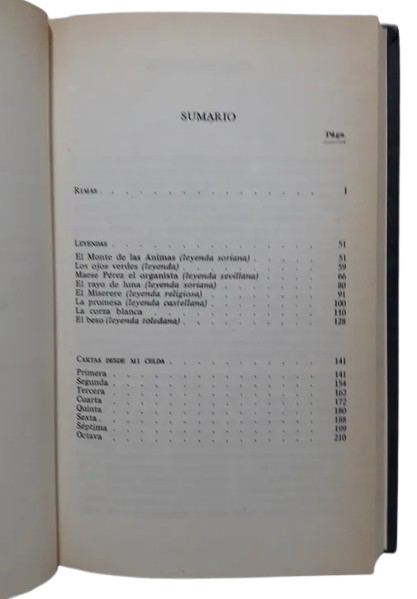 SUMARIO
Págs.
RIMAS . . . . . . . . . . . . . . . . 1
LEYENDAS . . . . . . . . . . . . . . . 51
El Monte de las Animas (leyenda soriana) . . . . . 51
Los ojos verdes (leyenda) . . . . . . . . . . 59
Maese Pérez el organista (leyenda sevillana) . . . . 66
El rayo de luna (leyenda soriana) . . . . . . . 80
El Miserere (leyenda religiosa) . . . . . . . . 91
La promesa (leyenda castellana) . . . . . . . . 100
La corza blanca . . . . . . . . . . . . . 110
El beso (leyenda toledana) . . . . . . . . . . 128
CARTAS DESDE MI CELDA . . . . . . . . . . . 141
Primera . . . . . . . . . . . . . . . 141
Segunda . . . . . . . . . . . . . . . 154
Tercera . . . . . . . . . . . . . . . 162
Cuarta . . . . . . . . . . . . . . . 172
Quinta . . . . . . . . . . . . . . . 180
Sexta . . . . . . . . . . . . . . . . 188
Séptima . . . . . . . . . . . . . . . 199
Octava . . . . . . . . . . . . . . . 210